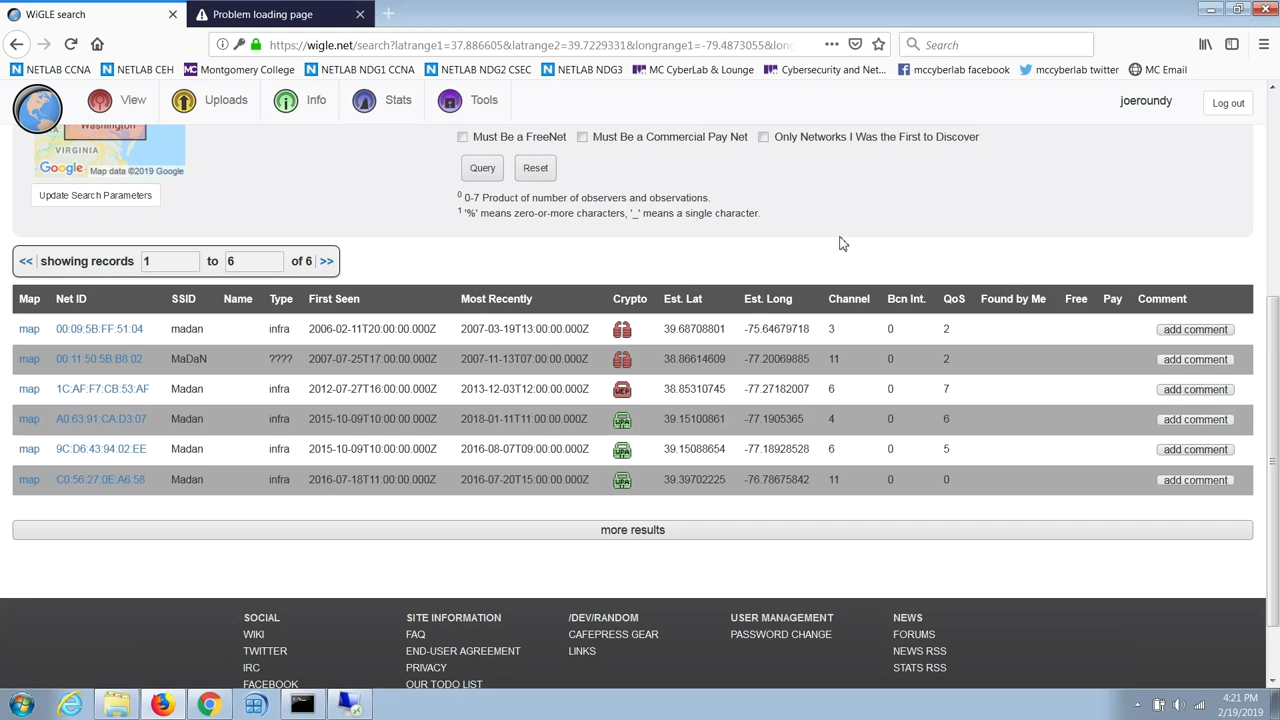 WiGLE search
Problem loading page
https://wigle.net/search?latrange1=37.886605&latrange2=39.7229331&longrange1=-79.4873055&long
Search
NETLAB CCNA NETLAB CEH Montgomery College NETLAB NDG1 CCNA NETLAB NDG2 CSEC NETLAB NDG3 MC CyberLab & Lounge Cybersecurity and Net... mccyberlab facebook mccyberlab twitter MC Email
View Uploads Info Stats Tools joeroundy Log out
Washington
VIRGINIA
Google Map data ©2019 Google
Update Search Parameters
Must Be a FreeNet Must Be a Commercial Pay Net Only Networks I Was the First to Discover
Query Reset
0 0-7 Product of number of observers and observations.
1 '%' means zero-or-more characters, '_' means a single character.
<< showing records 1 to 6 of 6 >>
Map Net ID SSID Name Type First Seen Most Recently Crypto Est. Lat Est. Long Channel Bcn Int. QoS Found by Me Free Pay Comment
map 00:09:5B:FF:51:04 madan infra 2006-02-11T20:00:00.000Z 2007-03-19T13:00:00.000Z 39.68708801 -75.64679718 3 0 2 add comment
map 00:11:50:5B:B8:02 MaDaN ???? 2007-07-25T17:00:00.000Z 2007-11-13T07:00:00.000Z 38.86614609 -77.20069885 11 0 2 add comment
map 1C:AF:F7:CB:53:AF Madan infra 2012-07-27T16:00:00.000Z 2013-12-03T12:00:00.000Z WEP 38.85310745 -77.27182007 6 0 7 add comment
map A0:63:91:CA:D3:07 Madan infra 2015-10-09T10:00:00.000Z 2018-01-11T11:00:00.000Z WPA 39.15100861 -77.1905365 4 0 6 add comment
map 9C:D6:43:94:02:EE Madan infra 2015-10-09T10:00:00.000Z 2016-08-07T09:00:00.000Z WPA 39.15088654 -77.18928528 6 0 5 add comment
map C0:56:27:0E:A6:58 Madan infra 2016-07-18T11:00:00.000Z 2016-07-20T15:00:00.000Z WPA 39.39702225 -76.78675842 11 0 0 add comment
more results
SOCIAL SITE INFORMATION /DEV/RANDOM USER MANAGEMENT NEWS
WIKI FAQ CAFEPRESS GEAR PASSWORD CHANGE FORUMS
TWITTER END-USER AGREEMENT LINKS NEWS RSS
IRC PRIVACY STATS RSS
FACEBOOK OUR TODO LIST
4:21 PM
2/19/2019